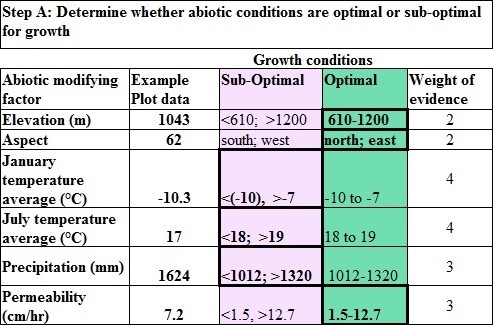 Step A: Determine whether abiotic conditions are optimal or sub-optimal
for growth
Growth conditions
Abiotic modifying factor Example Plot data Sub-Optimal Optimal Weight of evidence
Elevation (m) 1043 <610; >1200 610-1200 2
Aspect 62 south; west north; east 2
January temperature average (°C) -10.3 <(-10), >-7 -10 to -7 4
July temperature average (°C) 17 <18; >19 18 to 19 4
Precipitation (mm) 1624 <1012; >1320 1012-1320 3
Permeability (cm/hr) 7.2 <1.5, >12.7 1.5-12.7 3